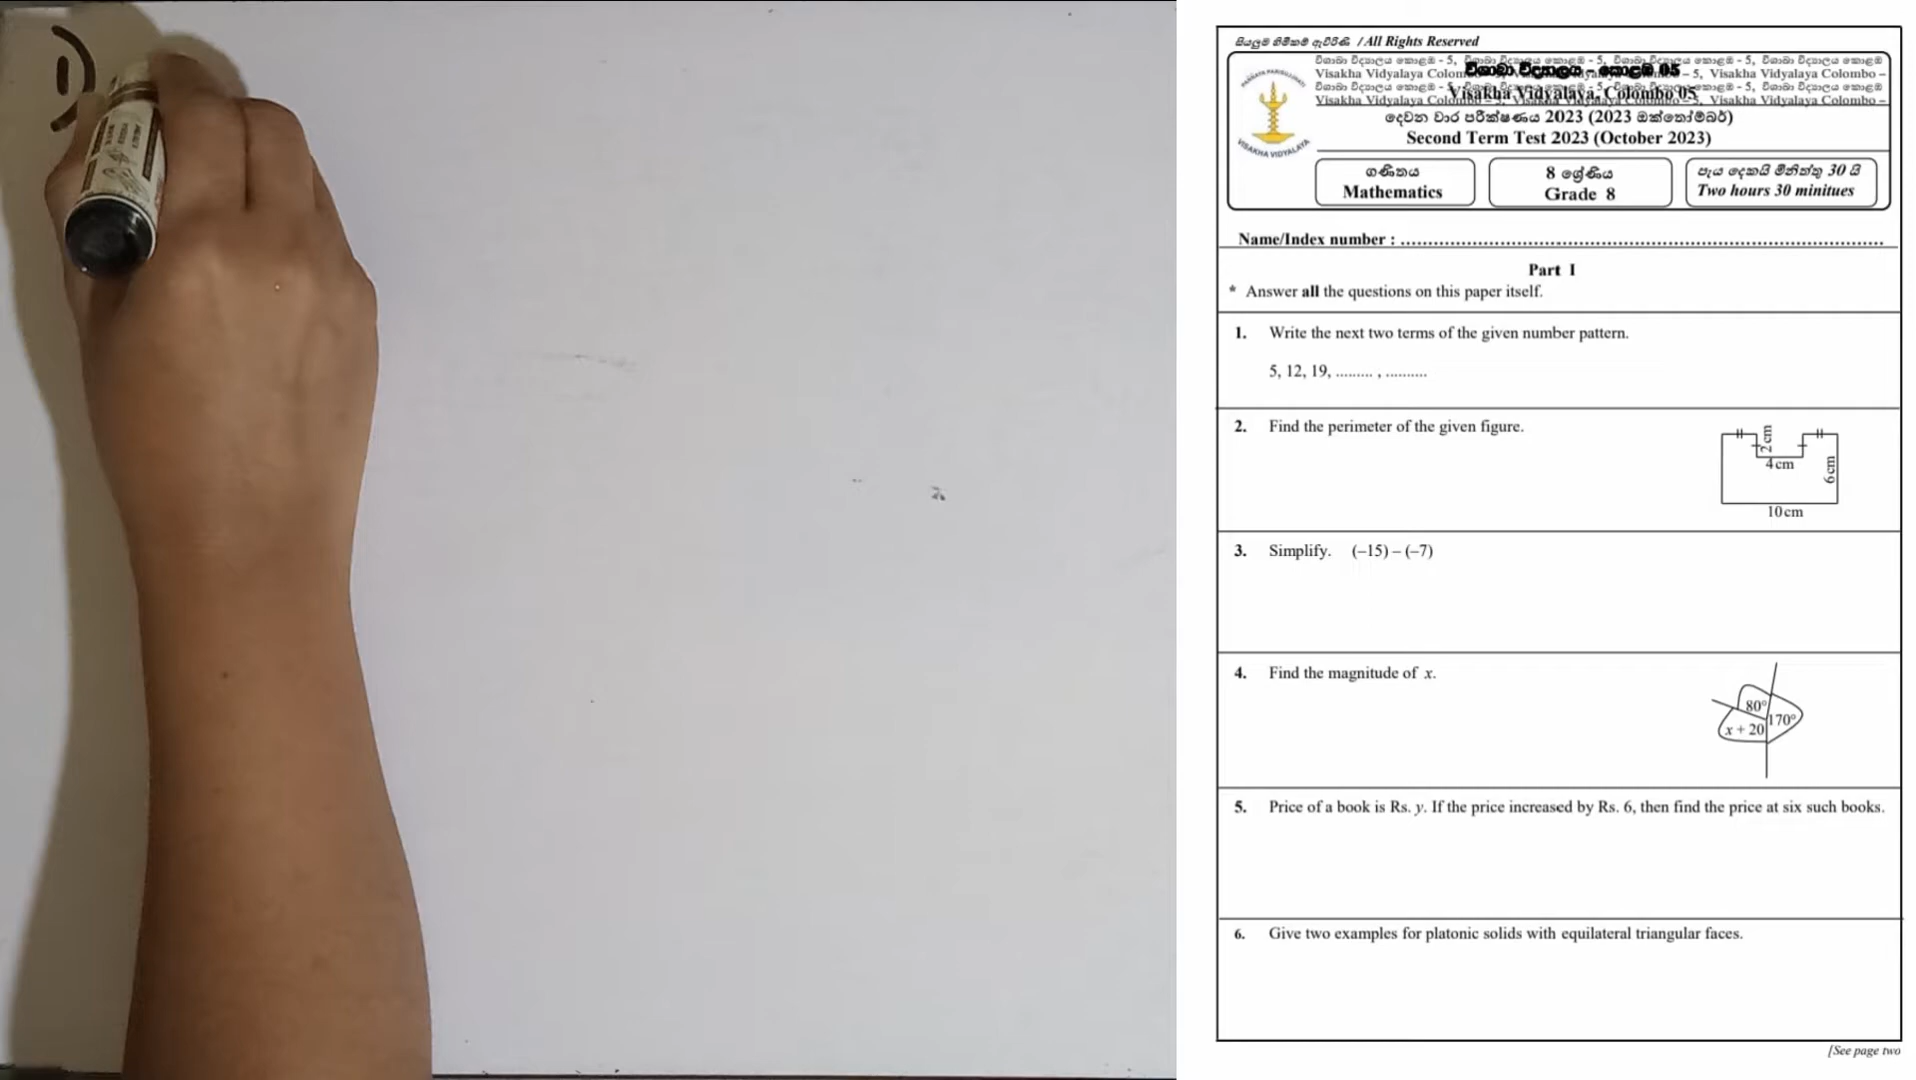 1)
සියලුම හිමිකම් ඇවිරිණි / All Rights Reserved
විශාඛා විද්‍යාලය - කොළඹ 05
Visakha Vidyalaya, Colombo 05
දෙවන වාර පරීක්ෂණය 2023 (2023 ඔක්තෝම්බර්)
Second Term Test 2023 (October 2023)
VISAKHA VIDYALAYA
ගණිතය
Mathematics
8 ශ්‍රේණිය
Grade 8
පැය දෙකයි මිනිත්තු 30 යි
Two hours 30 minitues
Name/Index number : ........................................................................................
Part I
* Answer all the questions on this paper itself.
1. Write the next two terms of the given number pattern.
5, 12, 19, ......... , ..........
2. Find the perimeter of the given figure.
2 cm
4 cm
6 cm
10 cm
3. Simplify. (–15) – (–7)
4. Find the magnitude of x.
80°
170°
x + 20
5. Price of a book is Rs. y. If the price increased by Rs. 6, then find the price at six such books.
6. Give two examples for platonic solids with equilateral triangular faces.
[See page two